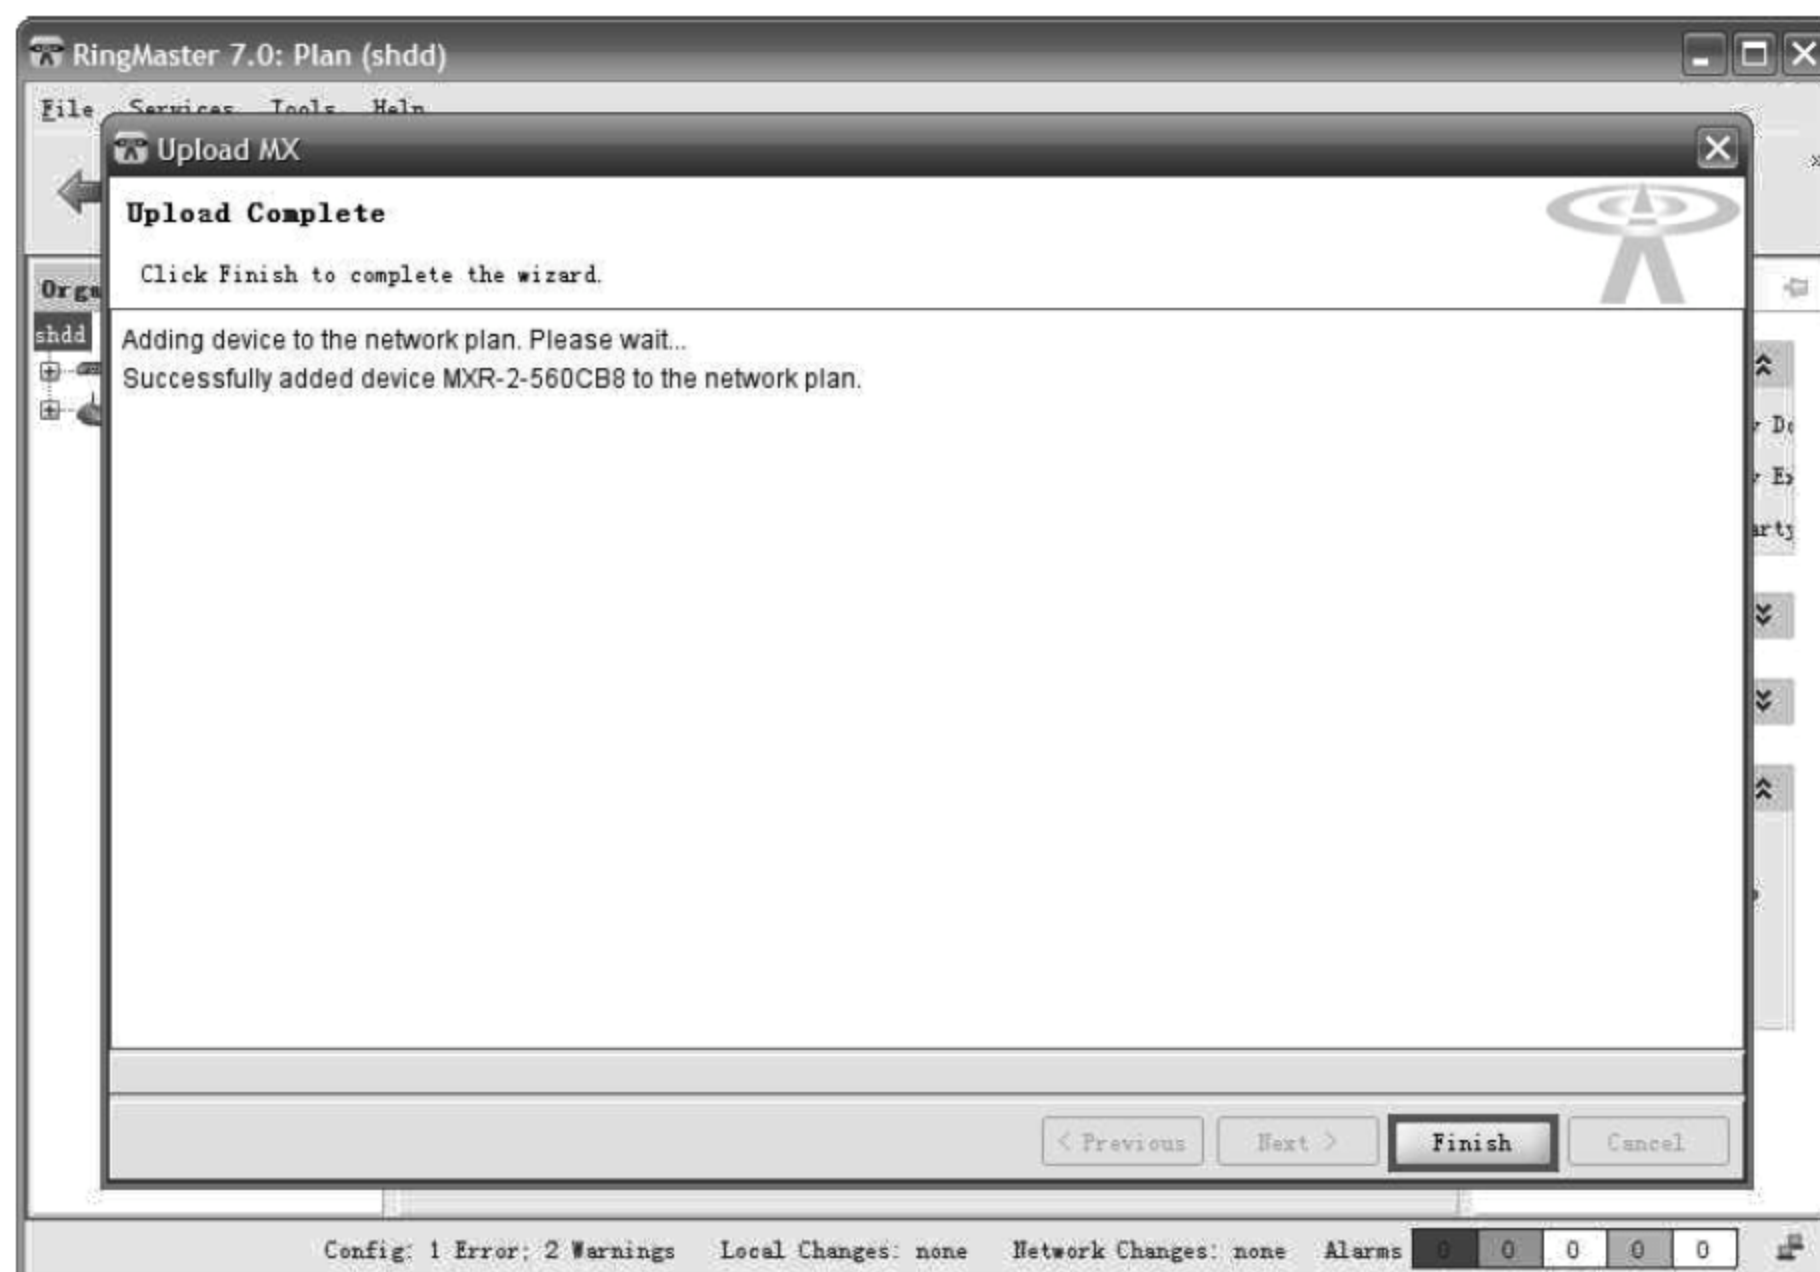 RingMaster 7.0: Plan (shdd)
File Services Tools Help
Upload MX
Upload Complete
Click Finish to complete the wizard.
shdd
Adding device to the network plan. Please wait...
Successfully added device MXR-2-560CB8 to the network plan.
< Previous Next > Finish Cancel
Config: 1 Error; 2 Warnings Local Changes: none Network Changes: none Alarms 0 0 0 0 0